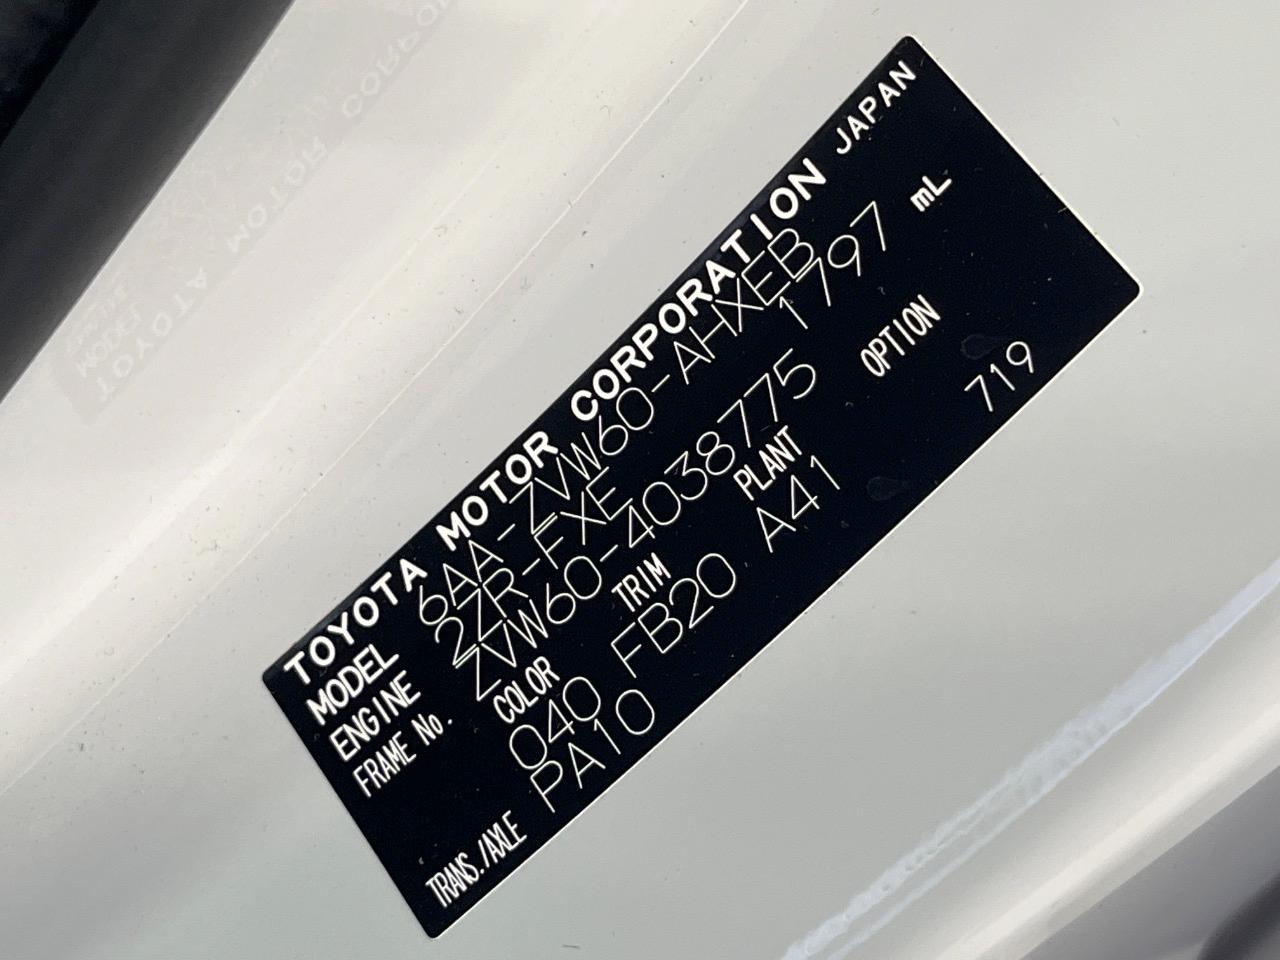 TOYOTA MOTOR CORPORATION JAPAN
MODEL 6AA-ZVW60-AHXEB
ENGINE 2ZR-FXE 1797 mL
FRAME No. ZVW60-4038775
COLOR TRIM PLANT OPTION
040 FB20 A41 719
TRANS./AXLE PA10